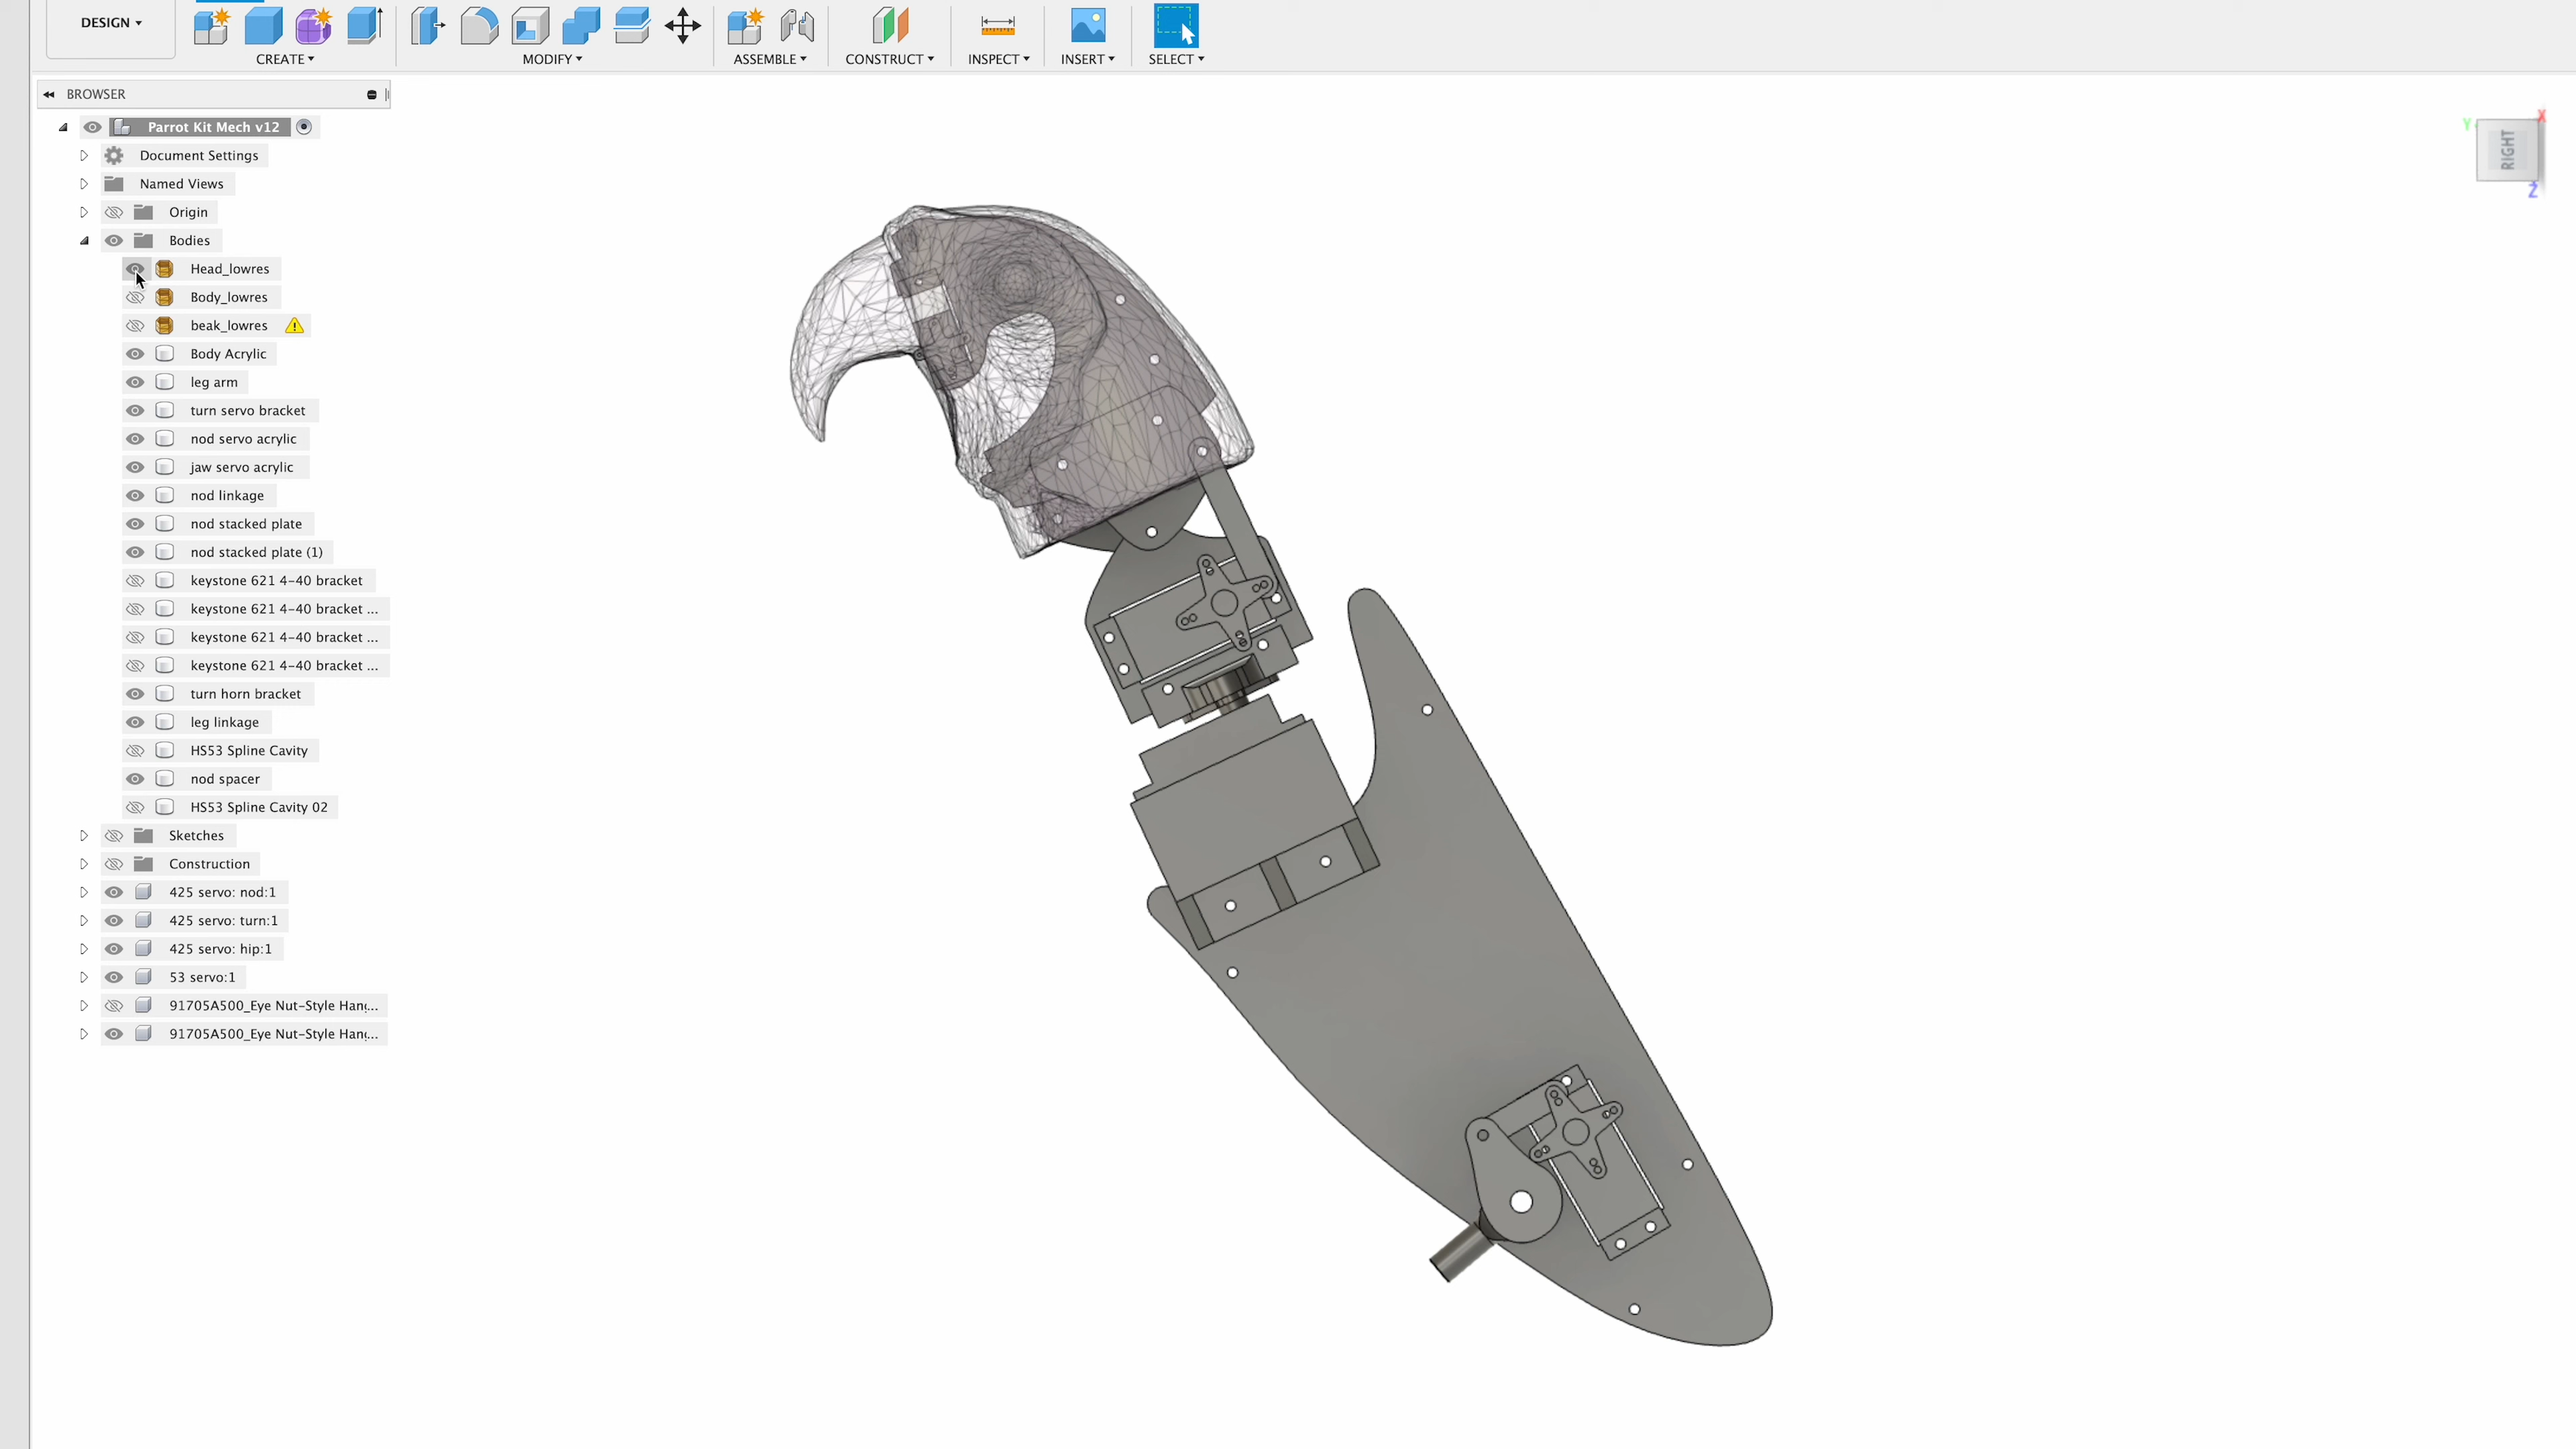 DESIGN
CREATE
MODIFY
ASSEMBLE
CONSTRUCT
INSPECT
INSERT
SELECT
BROWSER
Parrot Kit Mech v12
Document Settings
Named Views
Origin
Bodies
Head_lowres
Body_lowres
beak_lowres
Body Acrylic
leg arm
turn servo bracket
nod servo acrylic
jaw servo acrylic
nod linkage
nod stacked plate
nod stacked plate (1)
keystone 621 4-40 bracket
keystone 621 4-40 bracket ...
keystone 621 4-40 bracket ...
keystone 621 4-40 bracket ...
turn horn bracket
leg linkage
HS53 Spline Cavity
nod spacer
HS53 Spline Cavity 02
Sketches
Construction
425 servo: nod:1
425 servo: turn:1
425 servo: hip:1
53 servo:1
91705A500_Eye Nut-Style Hang...
91705A500_Eye Nut-Style Hang...
X
Y
RIGHT
Z